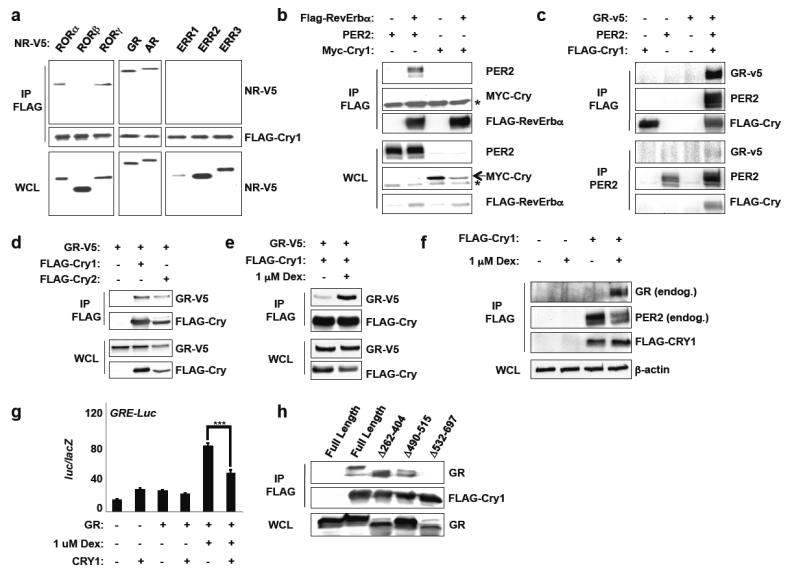 a
NR-V5: RORα RORβ RORγ GR AR ERR1 ERR2 ERR3
IP FLAG
NR-V5
FLAG-Cry1
WCL
NR-V5
b
Flag-RevErbα: - + - +
PER2: + + - -
Myc-Cry1: - - + +
IP FLAG
PER2
MYC-Cry
*
FLAG-RevErbα
WCL
PER2
MYC-Cry
*
FLAG-RevErbα
c
GR-v5: - - + +
PER2: - + - +
FLAG-Cry1: + - - +
IP FLAG
GR-v5
PER2
FLAG-Cry
IP PER2
GR-v5
PER2
FLAG-Cry
d
GR-V5: + + +
FLAG-Cry1: - + -
FLAG-Cry2: - - +
IP FLAG
GR-V5
FLAG-Cry
WCL
GR-V5
FLAG-Cry
e
GR-V5: + +
FLAG-Cry1: + +
1 μM Dex: - +
IP FLAG
GR-V5
FLAG-Cry
WCL
GR-V5
FLAG-Cry
f
FLAG-Cry1: - - + +
1 μM Dex: - + - +
IP FLAG
GR (endog.)
PER2 (endog.)
FLAG-CRY1
WCL
β-actin
g
GRE-Luc
luc/lacZ
120
80
40
0
***
GR: - - + + + +
1 uM Dex: - - - - + +
CRY1: - + - + - +
h
Full Length Full Length Δ262-404 Δ490-515 Δ532-697
IP FLAG
GR
FLAG-Cry1
WCL
GR